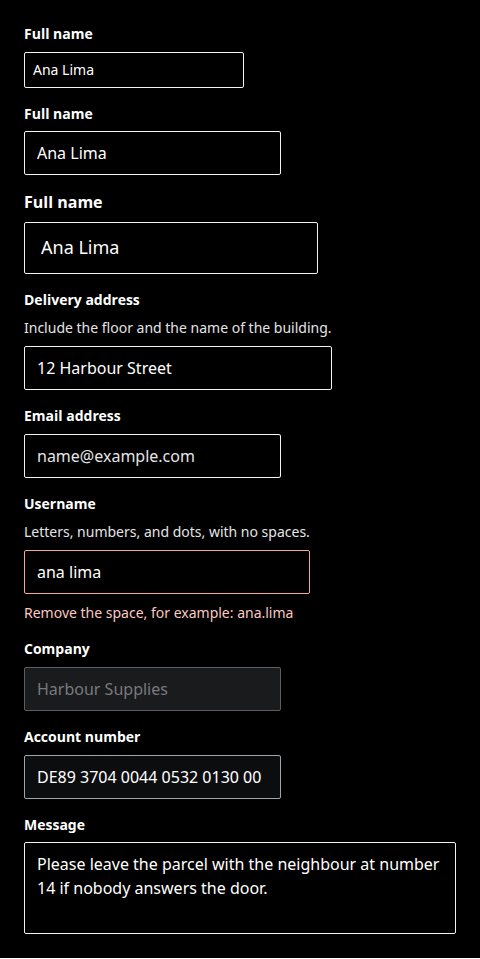 Full name
Ana Lima
Full name
Ana Lima
Full name
Ana Lima
Delivery address
Include the floor and the name of the building.
12 Harbour Street
Email address
name@example.com
Username
Letters, numbers, and dots, with no spaces.
ana lima
Remove the space, for example: ana.lima
Company
Harbour Supplies
Account number
DE89 3704 0044 0532 0130 00
Message
Please leave the parcel with the neighbour at number
14 if nobody answers the door.